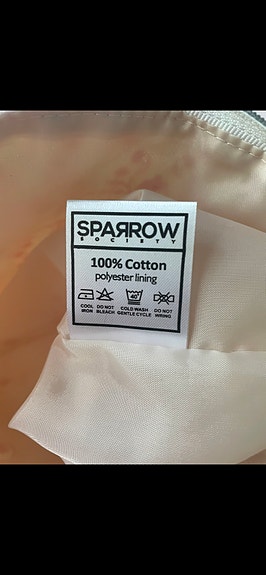 SPARROW
SOCIETY
100% Cotton
polyester lining
40°
COOL IRON DO NOT BLEACH COLD WASH GENTLE CYCLE DO NOT WRING